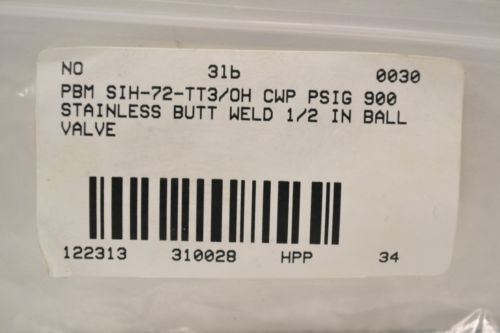 NO 31b 0030
PBM SIH-72-TT3/OH CWP PSIG 900
STAINLESS BUTT WELD 1/2 IN BALL
VALVE
122313 310028 HPP 34